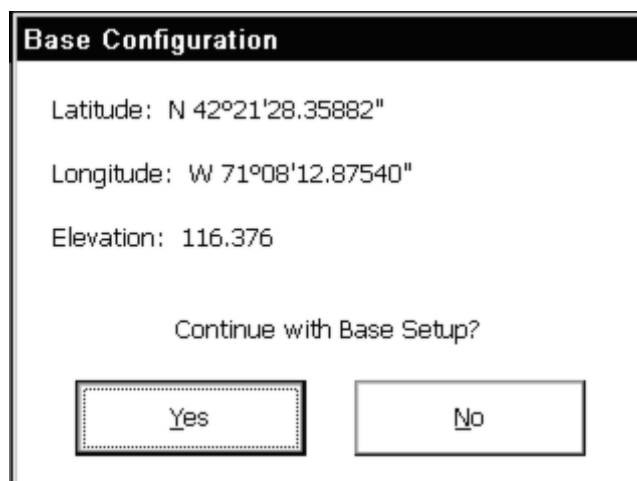 Base Configuration
Latitude: N 42º21'28.35882"
Longitude: W 71º08'12.87540"
Elevation: 116.376
Continue with Base Setup?
Yes No